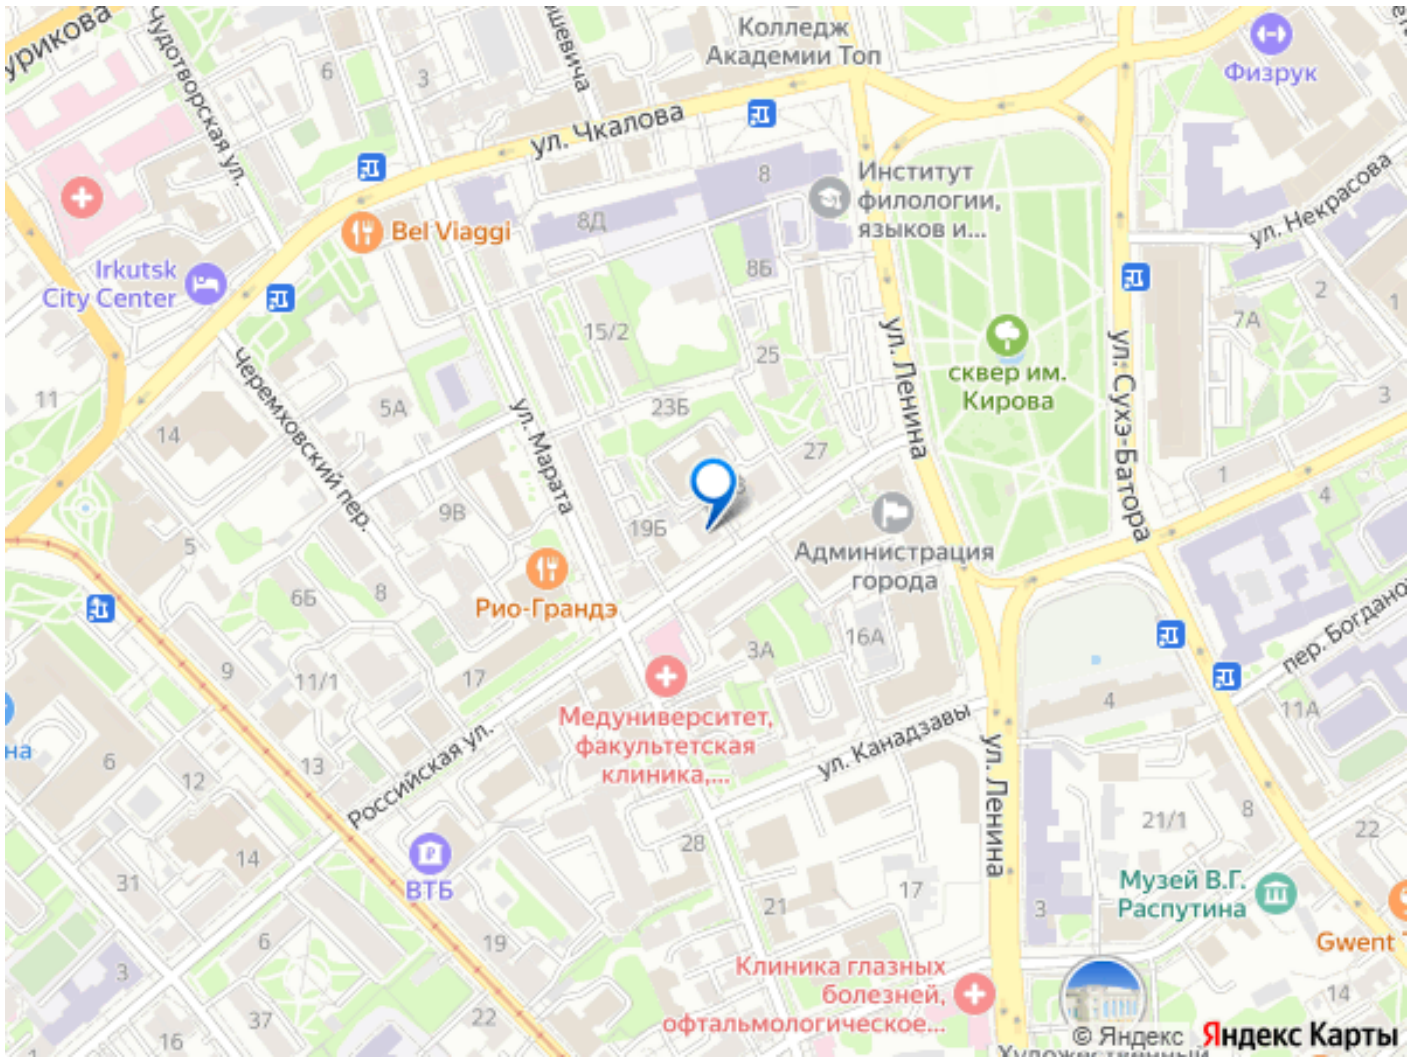 Колледж
Академии Топ
Физрук
Чудотворская ул.
6
3
ул. Чкалова
8
Институт
филологии,
языков и...
8Д
Bel Viaggi
ул. Некрасова
Irkutsk
City Center
8Б
2
1
15/2
7А
25
ул. Ленина
сквер им.
Кирова
ул. Сухэ-Батора
Черемховский пер.
11
5А
23Б
3
14
ул. Марата
27
1
4
9В
19Б
Администрация
города
5
Рио-Грандэ
6Б
8
16А
3А
пер. Богдано
9
11/1
17
4
11А
Медуниверситет,
факультетская
клиника,...
ул. Канадзавы
на
6
12
13
Российская ул.
ул. Ленина
21/1
8
22
28
14
ВТБ
31
17
Музей В.Г.
Распутина
21
3
6
19
Gwent
3
Клиника глазных
болезней,
офтальмологическое...
14
37
22
16
© Яндекс
Яндекс Карты